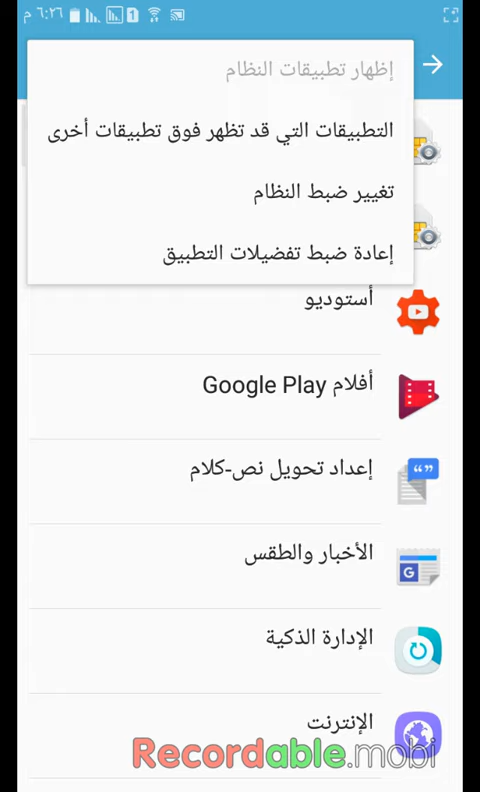 ٦:٢٦ م
إظهار تطبيقات النظام
التطبيقات التي قد تظهر فوق تطبيقات أخرى
تغيير ضبط النظام
إعادة ضبط تفضيلات التطبيق
أستوديو
أفلام Google Play
إعداد تحويل نص-كلام
الأخبار والطقس
الإدارة الذكية
الإنترنت
Recordable.mobi